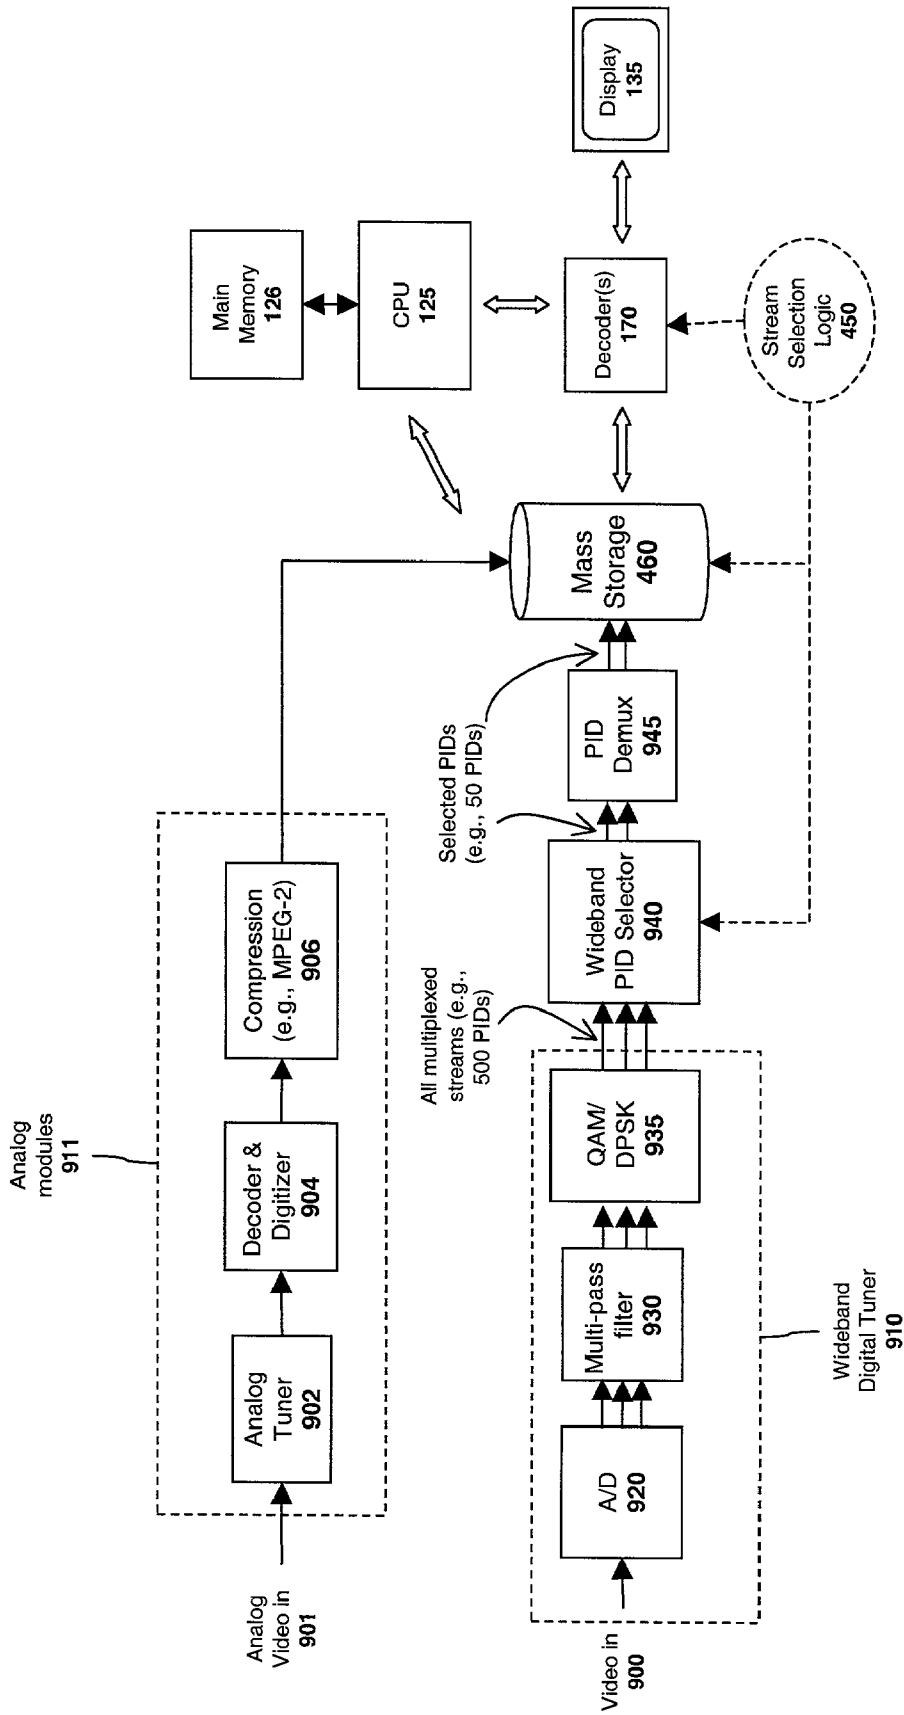 Analog
Video in
901
Analog
Tuner
902
Decoder &
Digitizer
904
Compression
(e.g., MPEG-2)
906
Analog
modules
911
Video in
900
A/D
920
Multi-pass
filter
930
QAM/
DPSK
935
Wideband
Digital Tuner
910
All multiplexed
streams (e.g.,
500 PIDs)
Wideband
PID Selector
940
Selected PIDs
(e.g., 50 PIDs)
PID
Demux
945
Mass
Storage
460
Main
Memory
126
CPU
125
Decoder(s)
170
Display
135
Stream
Selection
Logic
450